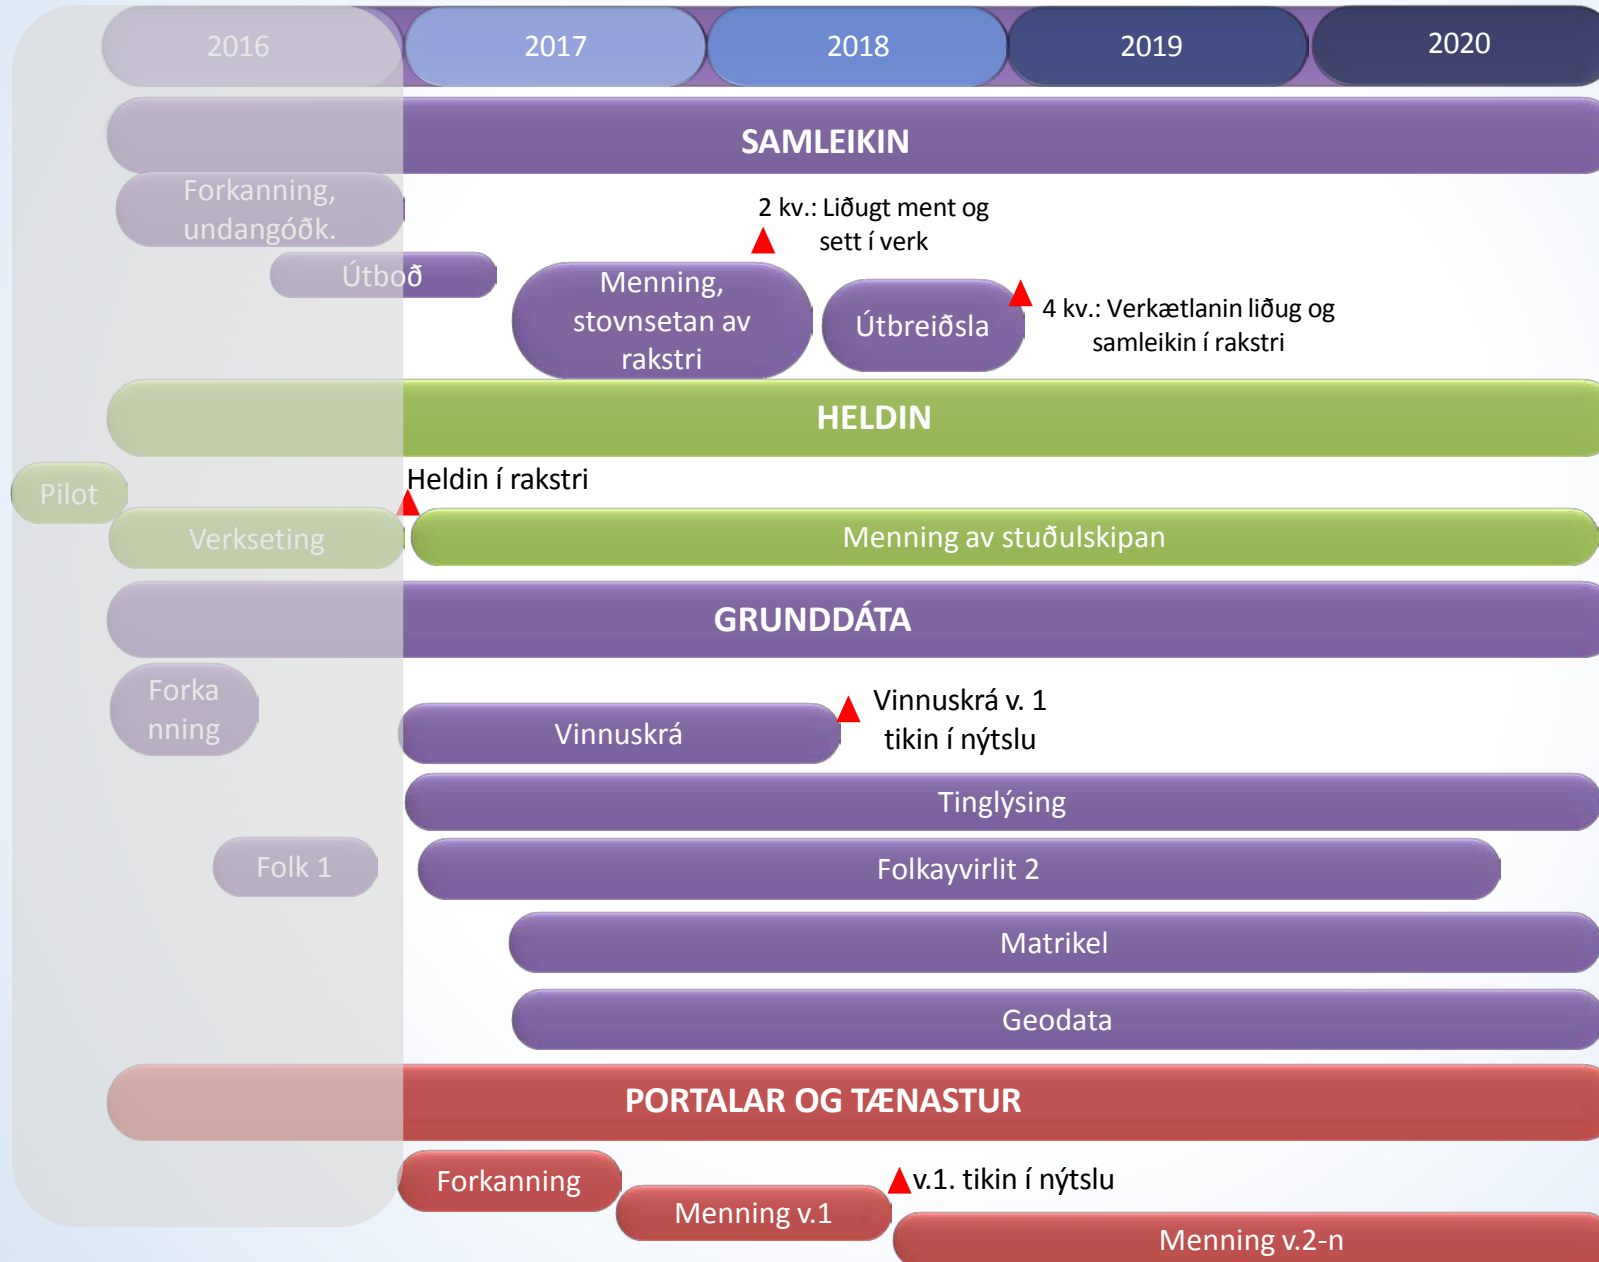 2016
2017
2018
2019
2020
SAMLEIKIN
Forkanning,
undangóðk.
2 kv.: Liðugt ment og
sett í verk
Útboð
Menning,
stovnsetan av
rakstri
Útbreiðsla
4 kv.: Verkætlanin liðug og
samleikin í rakstri
HELDIN
Pilot
Heldin í rakstri
Verkseting
Menning av stuðulskipan
GRUNDDÁTA
Forka
nning
Vinnuskrá
Vinnuskrá v. 1
tikin í nýtslu
Tinglýsing
Folk 1
Folkayvirlit 2
Matrikel
Geodata
PORTALAR OG TÆNASTUR
Forkanning
v.1. tikin í nýtslu
Menning v.1
Menning v.2-n